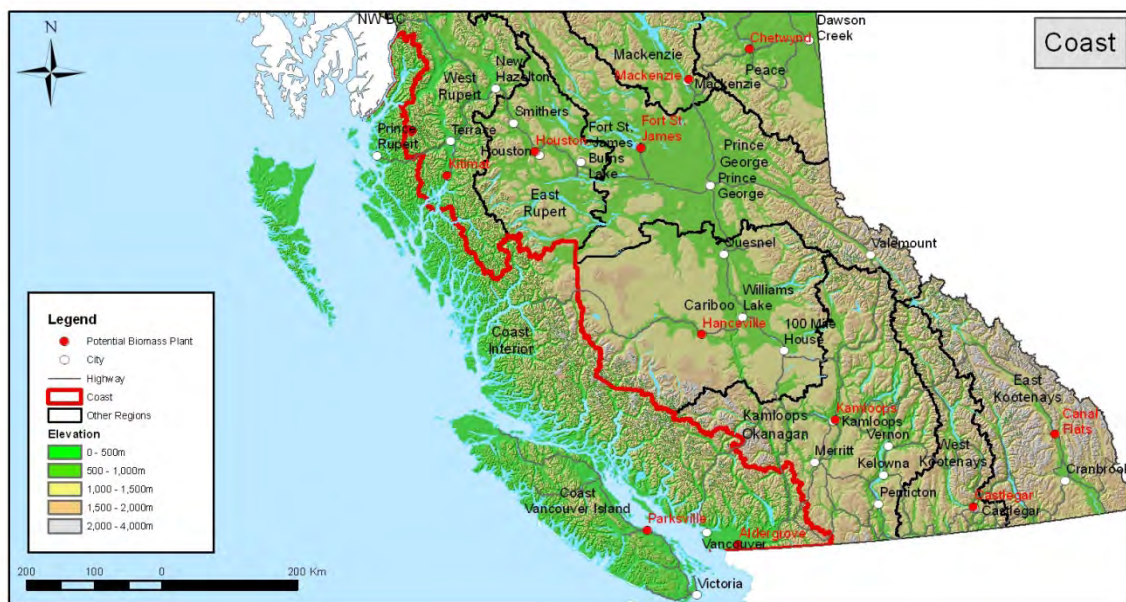 NW BC
Coast
N
Dawson
Creek
Chetwynd
Peace
Mackenzie
Mackenzie
Mackenzie
New
Hazelton
West
Rupert
Smithers
Fort St.
James
Fort St.
James
Prince
Rupert
Terrace
Kitimat
Houston
Houston
Burns
Lake
East
Rupert
Prince
George
Prince
George
Quesnel
Valemount
Williams
Lake
Cariboo
Hanceville
100 Mile
House
Coast
Interior
East
Kootenays
Kamloops
Kamloops
Kamloops
Okanagan
Vernon
Merritt
Kelowna
West
Kootenays
Canal
Flats
Cranbrook
Penticton
Castlegar
Castlegar
Coast
Vancouver Island
Parksville
Vancouver
Aldergrove
Victoria
Legend
Potential Biomass Plant
City
Highway
Coast
Other Regions
Elevation
0 - 500m
500 - 1,000m
1,000 - 1,500m
1,500 - 2,000m
2,000 - 4,000m
200 100 0 200 Km